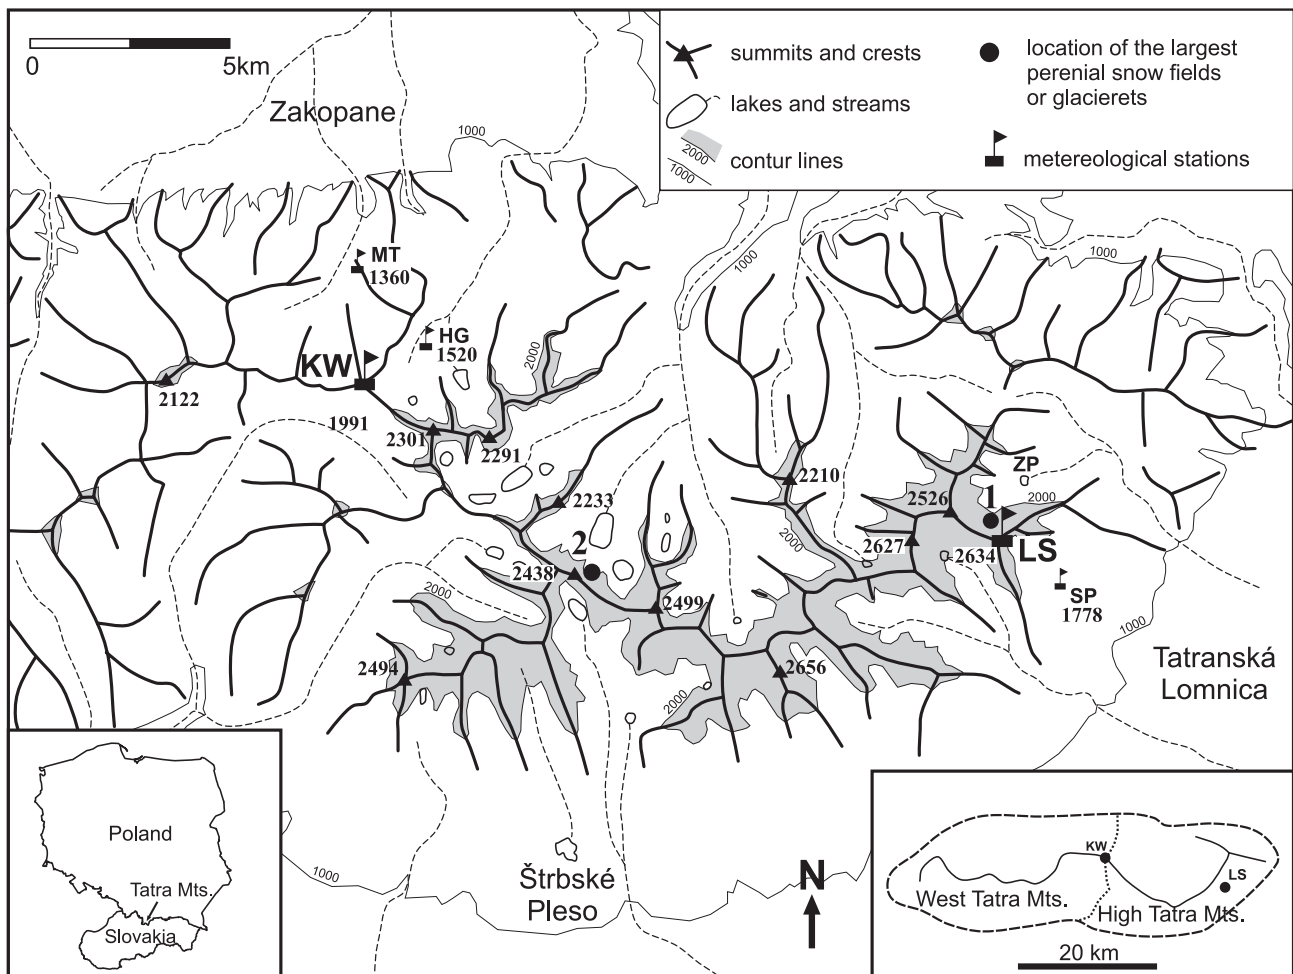 0
5km
Zakopane
1000
summits and crests
lakes and streams
2000
1000
contur lines
location of the largest
perenial snow fields
or glacierets
metereological stations
MT
1360
HG
1520
2000
KW
1991
2122
2301
2291
1000
1000
2233
2210
ZP
2526
1
2000
2627
2634
LS
2
2438
2000
2000
2499
SP
1778
1000
2494
2656
2000
Tatranská
Lomnica
1000
Štrbské
Pleso
N
Poland
Tatra Mts.
Slovakia
KW
LS
West Tatra Mts.
High Tatra Mts.
20 km